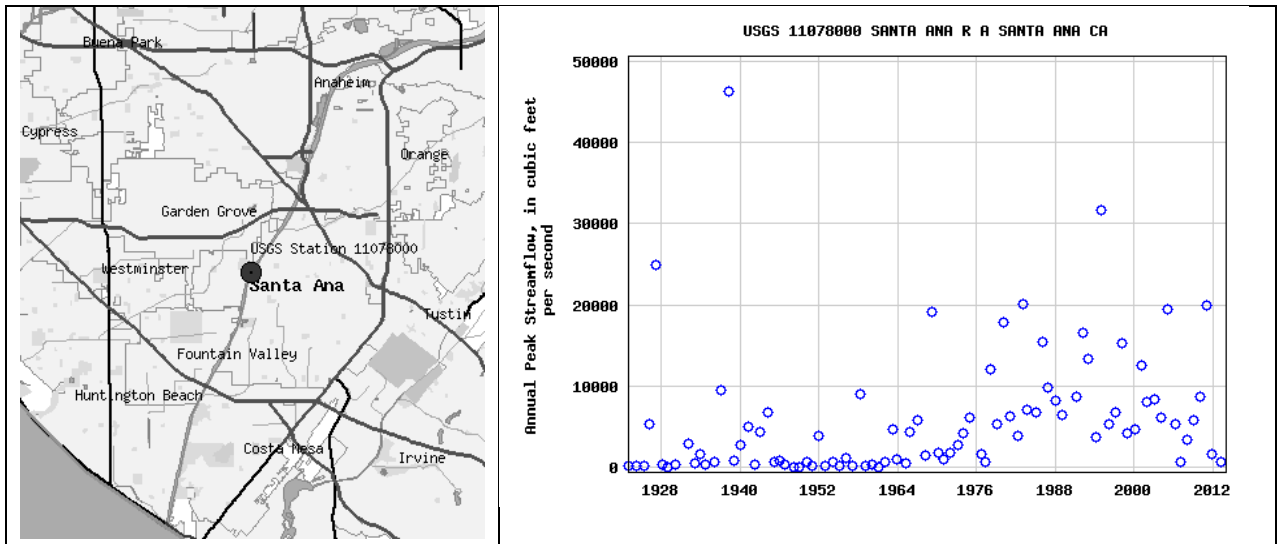 Buena Park
Anaheim
Cypress
Orange
Garden Grove
USGS Station 11078000
Westminster
Santa Ana
Tustin
Fountain Valley
Huntington Beach
Costa Mesa
Irvine
USGS 11078000 SANTA ANA R A SANTA ANA CA
Annual Peak Streamflow, in cubic feet
per second
50000
40000
30000
20000
10000
0
1928 1940 1952 1964 1976 1988 2000 2012